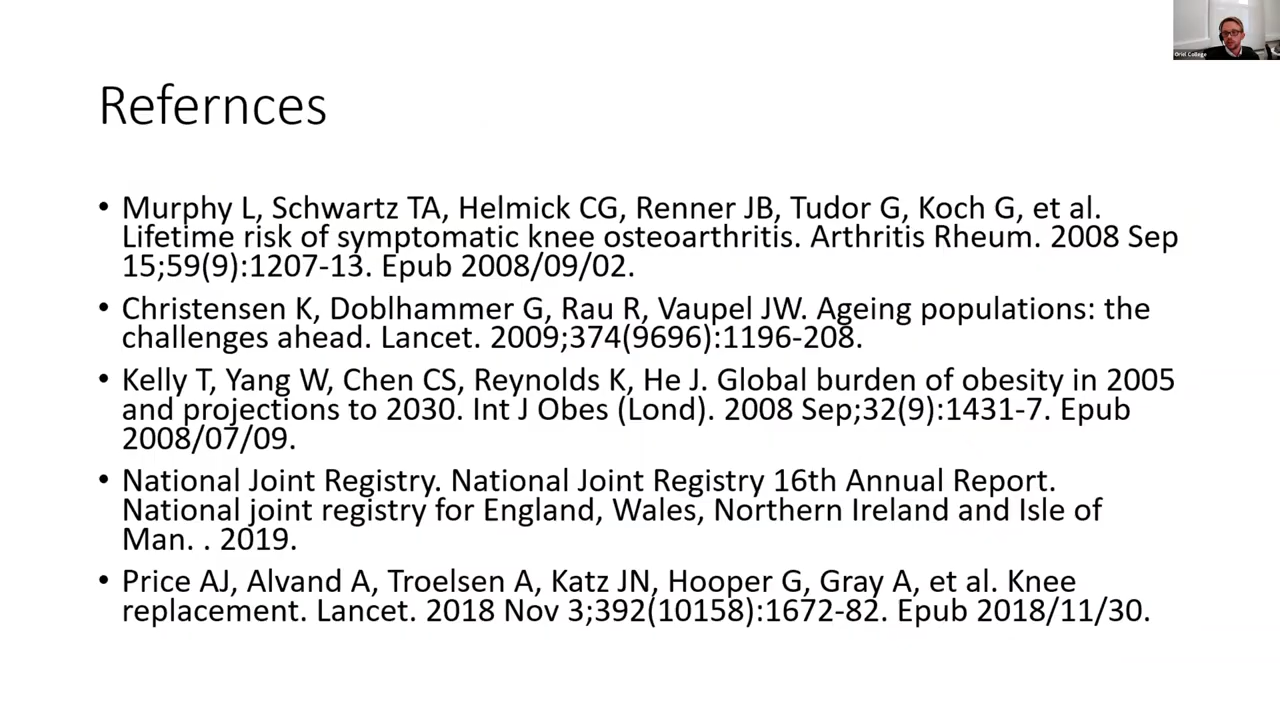 Oriel College
Refernces
• Murphy L, Schwartz TA, Helmick CG, Renner JB, Tudor G, Koch G, et al.
Lifetime risk of symptomatic knee osteoarthritis. Arthritis Rheum. 2008 Sep
15;59(9):1207-13. Epub 2008/09/02.
• Christensen K, Doblhammer G, Rau R, Vaupel JW. Ageing populations: the
challenges ahead. Lancet. 2009;374(9696):1196-208.
• Kelly T, Yang W, Chen CS, Reynolds K, He J. Global burden of obesity in 2005
and projections to 2030. Int J Obes (Lond). 2008 Sep;32(9):1431-7. Epub
2008/07/09.
• National Joint Registry. National Joint Registry 16th Annual Report.
National joint registry for England, Wales, Northern Ireland and Isle of
Man. . 2019.
• Price AJ, Alvand A, Troelsen A, Katz JN, Hooper G, Gray A, et al. Knee
replacement. Lancet. 2018 Nov 3;392(10158):1672-82. Epub 2018/11/30.